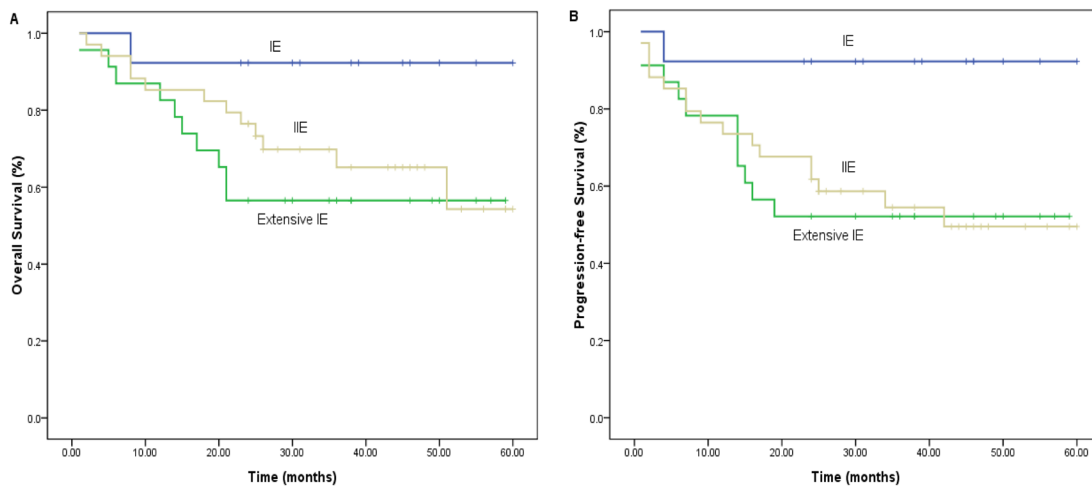 A
Overall Survival (%)
1.0
0.8
0.6
0.4
0.2
0.0
IE
IIE
Extensive IE
0.00 10.00 20.00 30.00 40.00 50.00 60.00
Time (months)
B
Progression-free Survival (%)
1.0
0.8
0.6
0.4
0.2
0.0
IE
IIE
Extensive IE
0.00 10.00 20.00 30.00 40.00 50.00 60.00
Time (months)